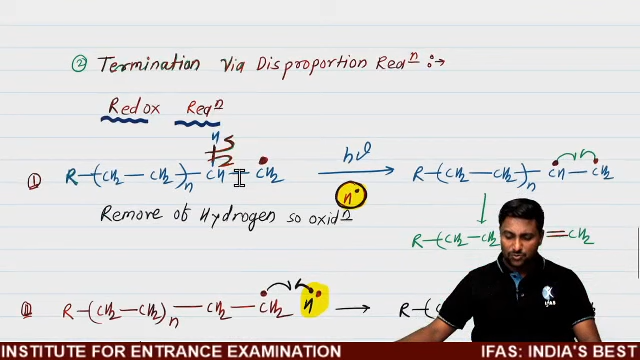 ② Termination Via Disproportion Reaⁿ :→
Redox Reaⁿ
H
① R-(CH₂-CH₂)ₙ-CH-CH₂ hν R-(CH₂-CH₂)ₙ-CH-CH₂
H
Remove of Hydrogen so oxidⁿ
R-CH₂-CH₂ =CH₂
② R-(CH₂-CH₂)ₙ-CH₂-CH₂ H → R-(
IFAS
INSTITUTE FOR ENTRANCE EXAMINATION IFAS: INDIA'S BEST